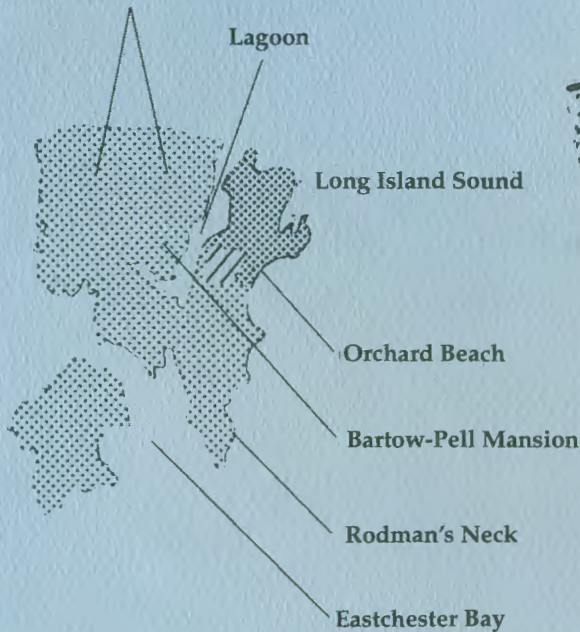 Lagoon
Long Island Sound
Orchard Beach
Bartow-Pell Mansion
Rodman's Neck
Eastchester Bay